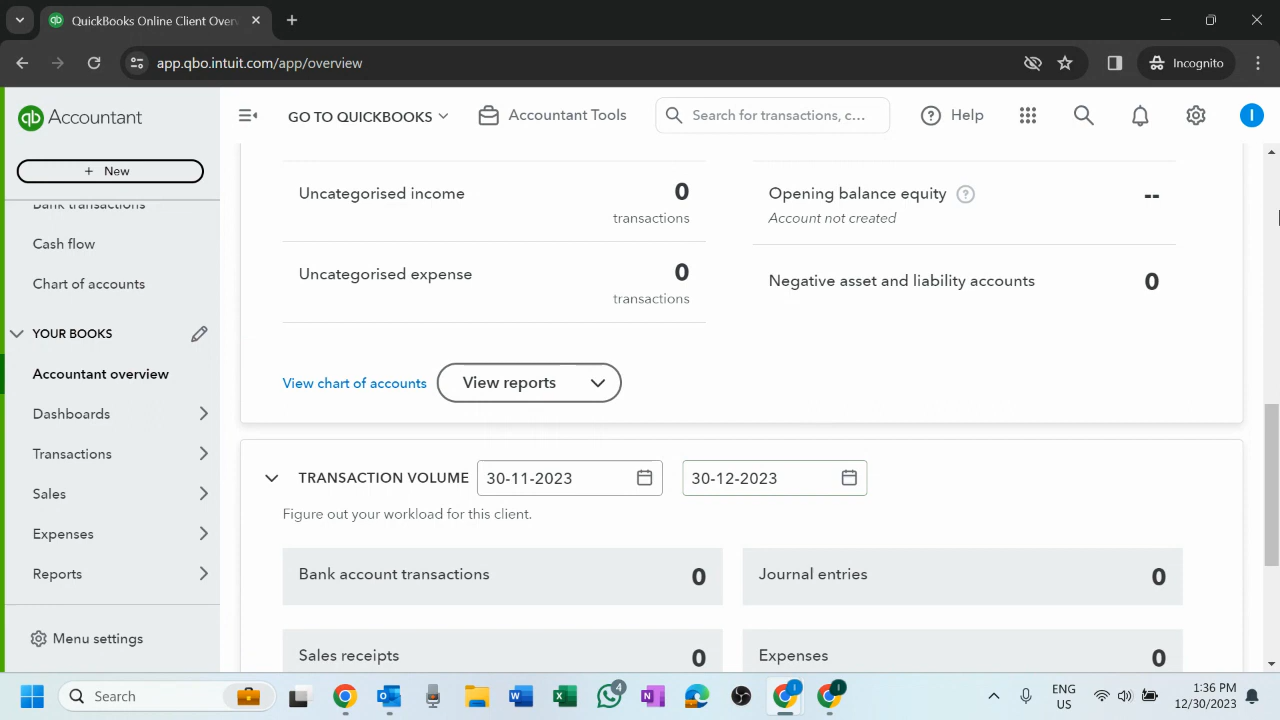 QuickBooks Online Client Over
app.qbo.intuit.com/app/overview
Incognito
qb Accountant
+ New
Bank transactions
Cash flow
Chart of accounts
YOUR BOOKS
Accountant overview
Dashboards
Transactions
Sales
Expenses
Reports
Menu settings
GO TO QUICKBOOKS
Accountant Tools
Search for transactions, c...
Help
I
Uncategorised income
0
transactions
Uncategorised expense
0
transactions
Opening balance equity ?
--
Account not created
Negative asset and liability accounts
0
View chart of accounts
View reports
TRANSACTION VOLUME
30-11-2023
30-12-2023
Figure out your workload for this client.
Bank account transactions
0
Journal entries
0
Sales receipts
0
Expenses
0
Search
4
ENG
US
1:36 PM
12/30/2023